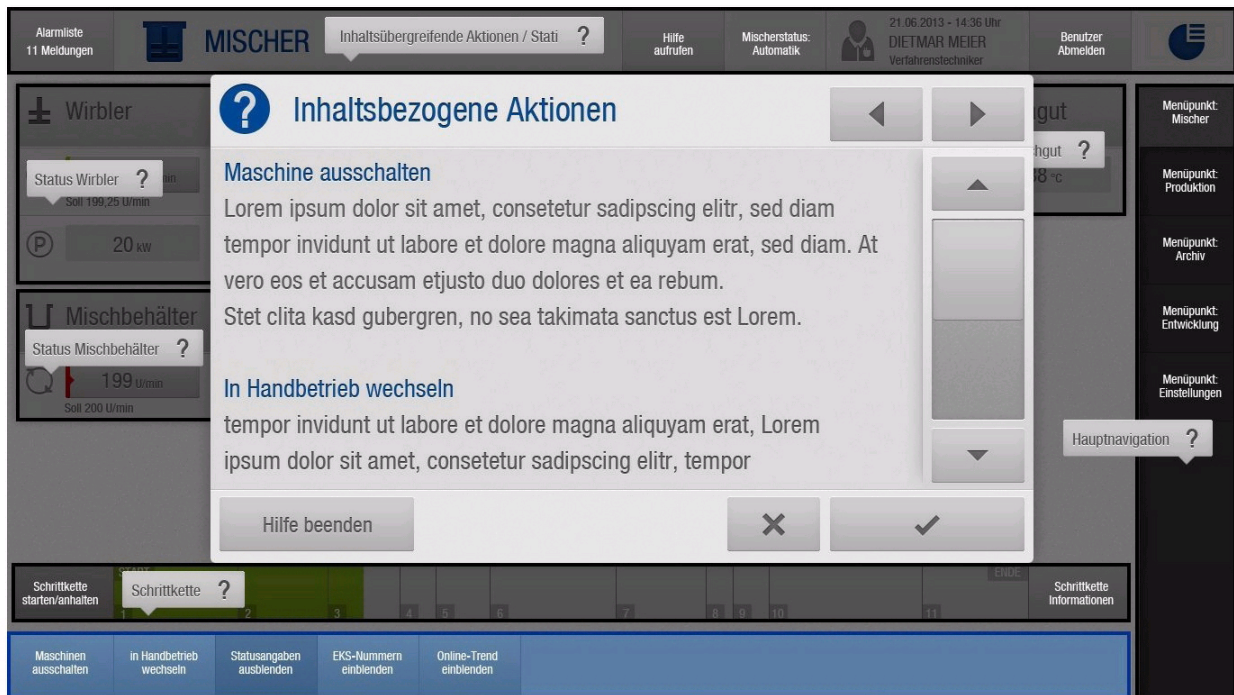 Alarmliste
11 Meldungen
MISCHER
Inhaltsübergreifende Aktionen / Stati ?
Hilfe
aufrufen
Mischerstatus:
Automatik
21.06.2013 - 14:36 Uhr
DIETMAR MEIER
Verfahrenstechniker
Benutzer
Abmelden
Wirbler
Status Wirbler ?
Soll 199,25 U/min
P
20 kW
Mischbehälter
Status Mischbehälter ?
199 U/min
Soll 200 U/min
? Inhaltsbezogene Aktionen
Maschine ausschalten
Lorem ipsum dolor sit amet, consetetur sadipscing elitr, sed diam
tempor invidunt ut labore et dolore magna aliquyam erat, sed diam. At
vero eos et accusam etjusto duo dolores et ea rebum.
Stet clita kasd gubergren, no sea takimata sanctus est Lorem.
In Handbetrieb wechseln
tempor invidunt ut labore et dolore magna aliquyam erat, Lorem
ipsum dolor sit amet, consetetur sadipscing elitr, tempor
Hilfe beenden
?
°C
Menüpunkt:
Mischer
Menüpunkt:
Produktion
Menüpunkt:
Archiv
Menüpunkt:
Entwicklung
Menüpunkt:
Einstellungen
Hauptnavigation ?
Schrittkette
starten/anhalten
START
Schrittkette ?
1 2 3 4 5 6 7 8 9 10 11
ENDE
Schrittkette
Informationen
Maschinen
ausschalten
in Handbetrieb
wechseln
Statusangaben
ausblenden
EKS-Nummern
einblenden
Online-Trend
einblenden